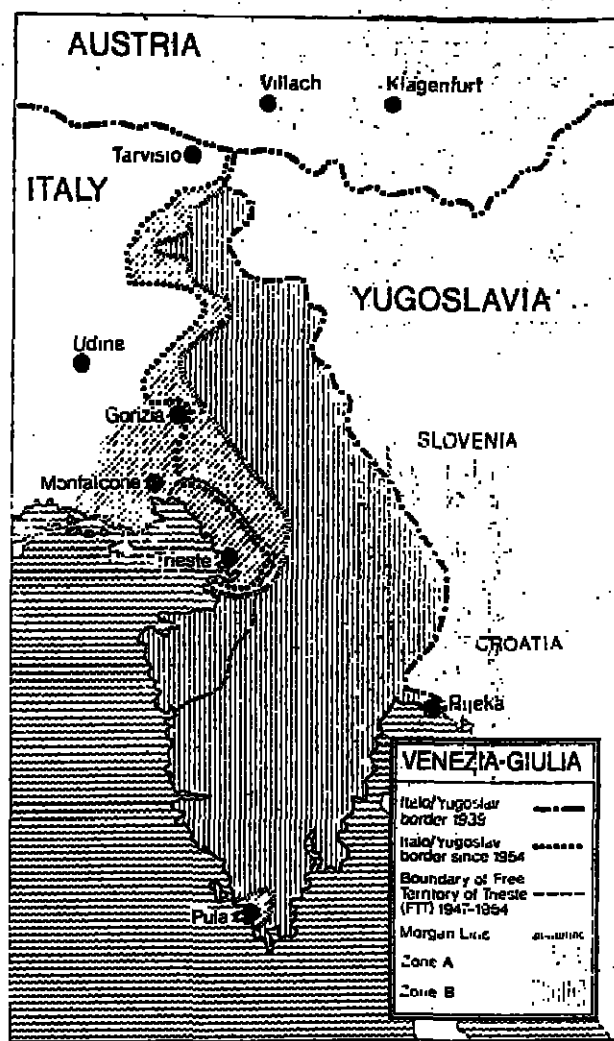 AUSTRIA
Villach
Klagenfurt
Tarvisio
ITALY
YUGOSLAVIA
Udine
Gorizia
SLOVENIA
Monfalcone
Trieste
CROATIA
Rijeka
Pula
VENEZIA-GIULIA
Italo/Yugoslav
border 1939
Italo/Yugoslav
border since 1954
Boundary of Free
Territory of Trieste
(FTT) 1947-1954
Morgan Line
Zone A
Zone B